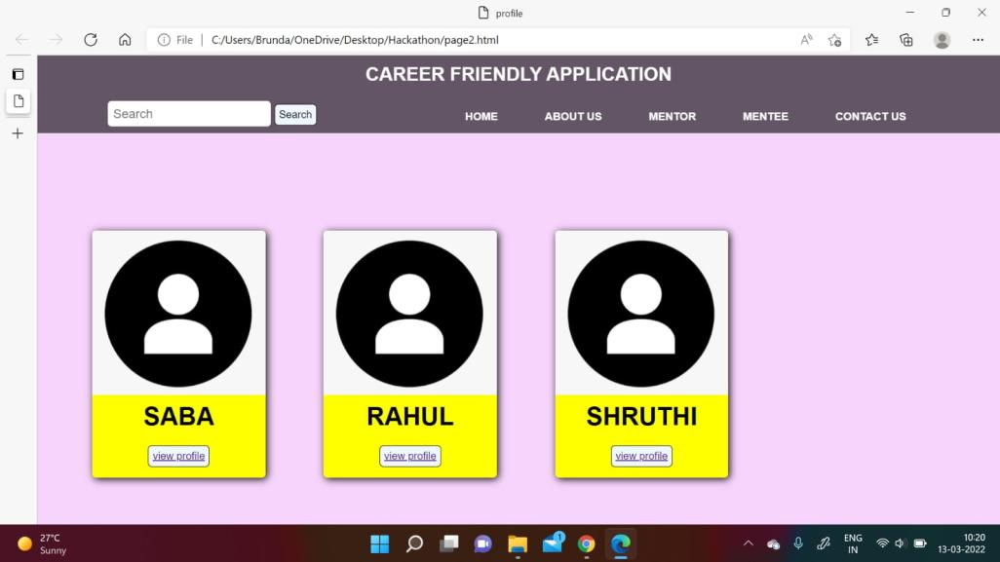 profile
File | C:/Users/Brunda/OneDrive/Desktop/Hackathon/page2.html
CAREER FRIENDLY APPLICATION
Search Search HOME ABOUT US MENTOR MENTEE CONTACT US
SABA RAHUL SHRUTHI
view profile view profile view profile
27°C
Sunny
1
ENG
IN
10:20
13-03-2022